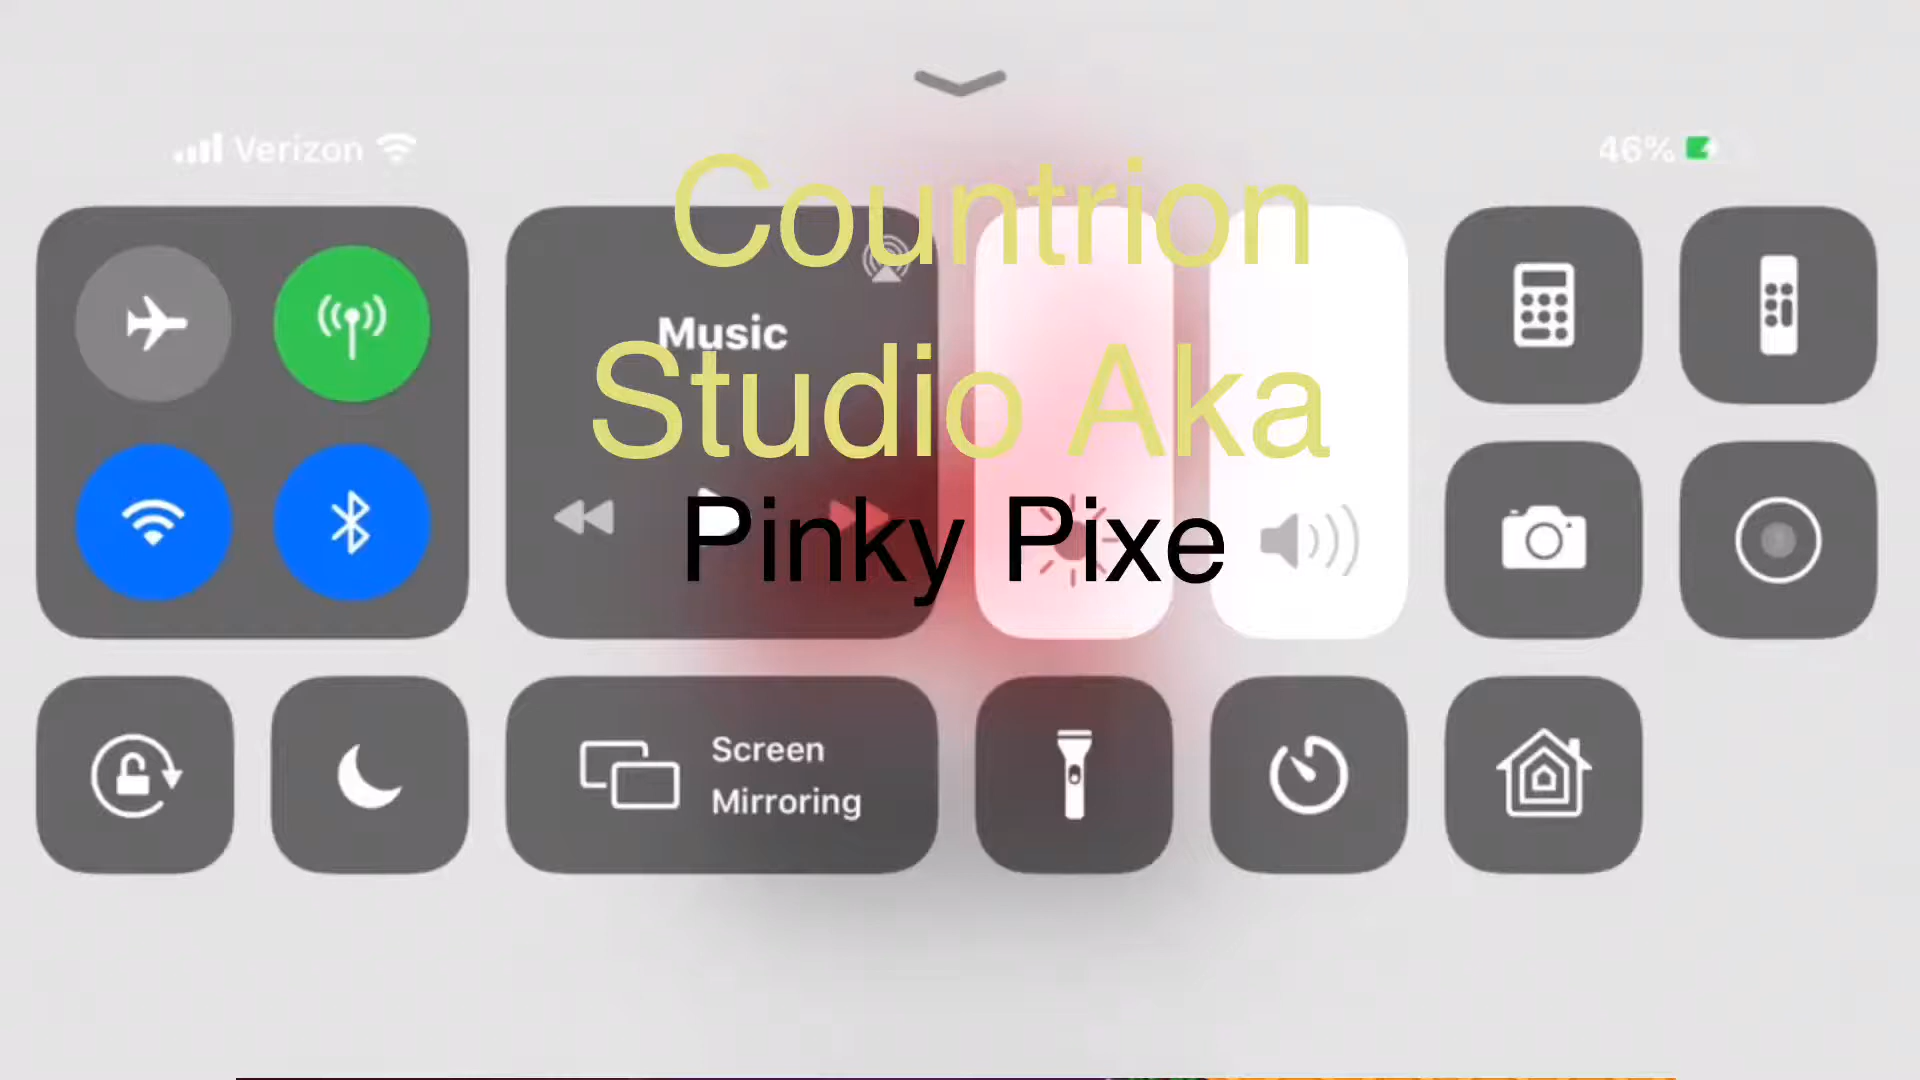 Verizon
46%
Countrion
Music
Studio Aka
Pinky Pixe
Screen
Mirroring